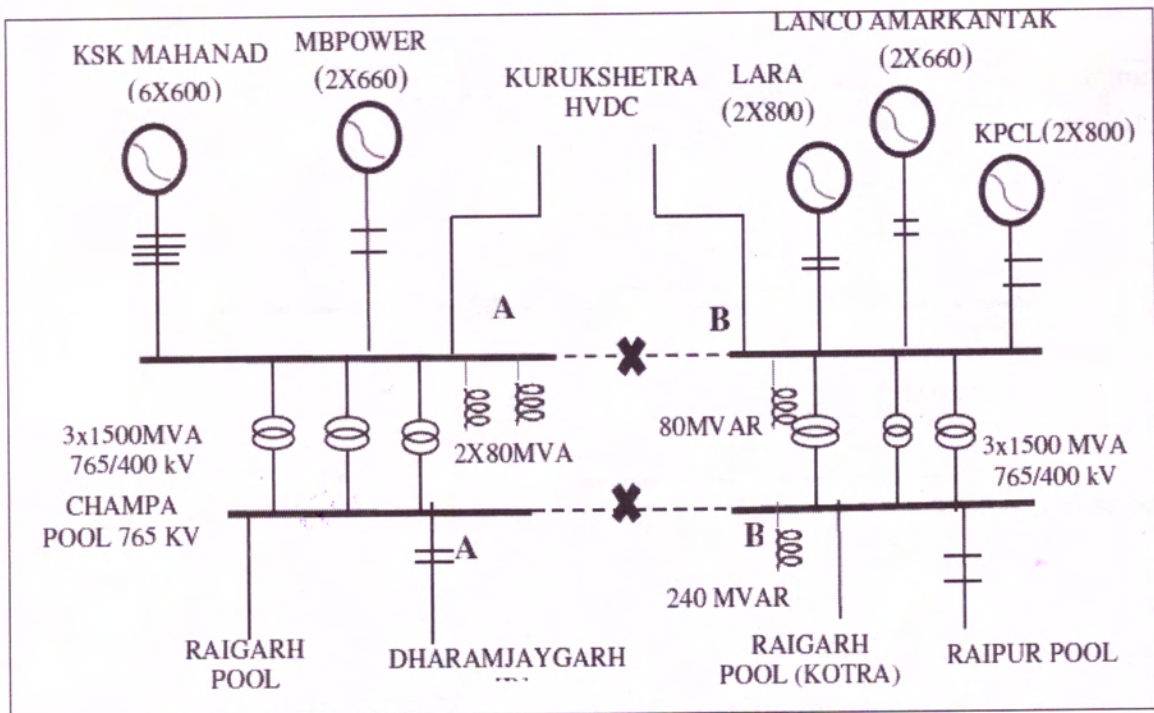 KSK MAHANAD
(6X600)
MBPOWER
(2X660)
KURUKSHETRA
HVDC
LARA
(2X800)
LANCO AMARKANTAK
(2X660)
KPCL(2X800)
A
B
3x1500MVA
765/400 kV
2X80MVA
80MVAR
3x1500 MVA
765/400 kV
CHAMPA
POOL 765 KV
A
B
240 MVAR
RAIGARH
POOL
DHARAMJAYGARH
RAIGARH
POOL (KOTRA)
RAIPUR POOL